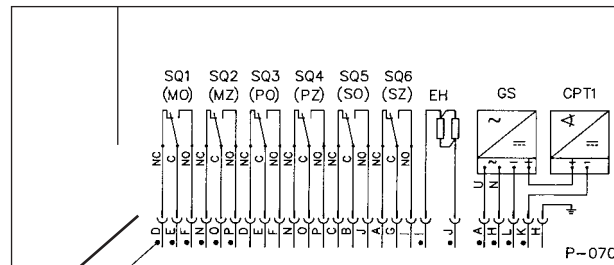 SQ1 SQ2 SQ3 SQ4 SQ5 SQ6
(MO) (MZ) (PO) (PZ) (SO) (SZ) EH GS CPT1
NC C NO NC C NO NC C NO NC C NO NC C NO NC C NO
U N − + + −
D E F N O P D E F N O P C B J A G I I J A H L K H
P-070